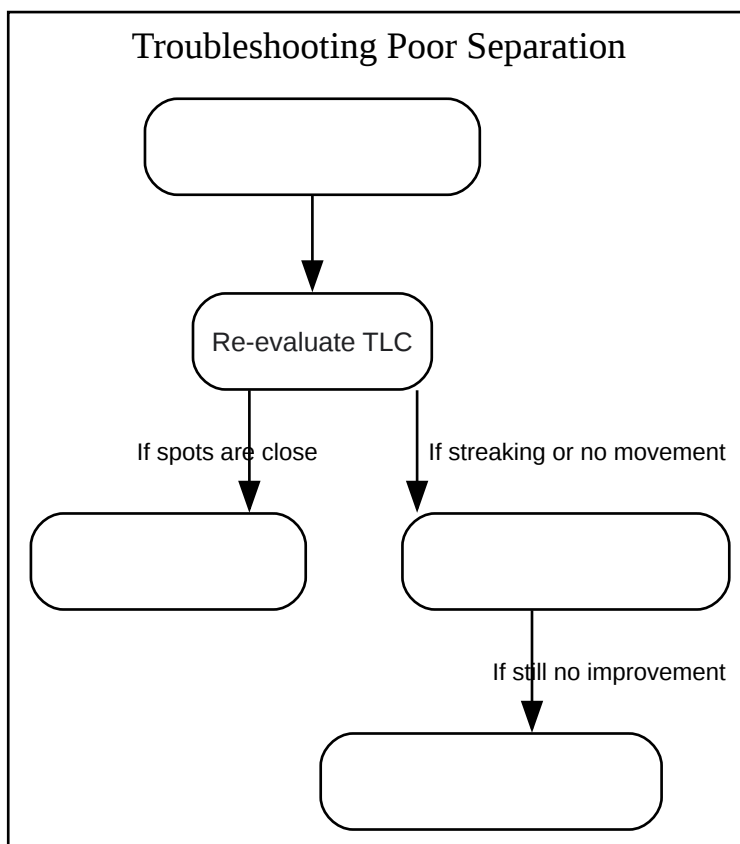 Troubleshooting Poor Separation
Re-evaluate TLC
If spots are close
If streaking or no movement
If still no improvement